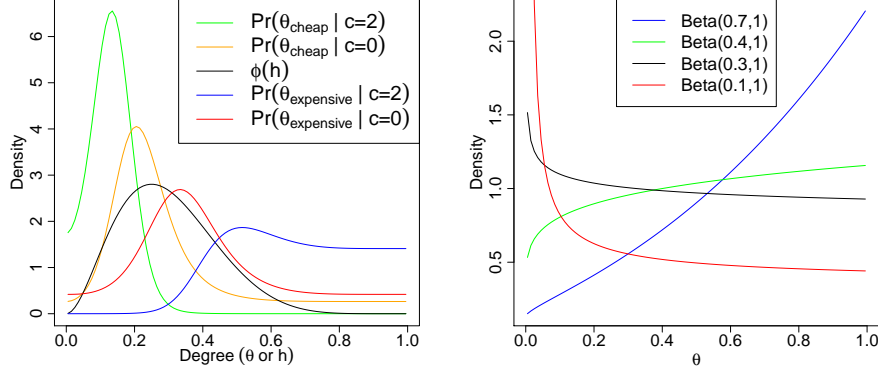 Pr(θcheap | c=2)
Pr(θcheap | c=0)
ϕ(h)
Pr(θexpensive | c=2)
Pr(θexpensive | c=0)
Density
0
1
2
3
4
5
6
0.0
0.2
0.4
0.6
0.8
1.0
Degree (θ or h)
Beta(0.7,1)
Beta(0.4,1)
Beta(0.3,1)
Beta(0.1,1)
Density
0.5
1.0
1.5
2.0
0.0
0.2
0.4
0.6
0.8
1.0
θ